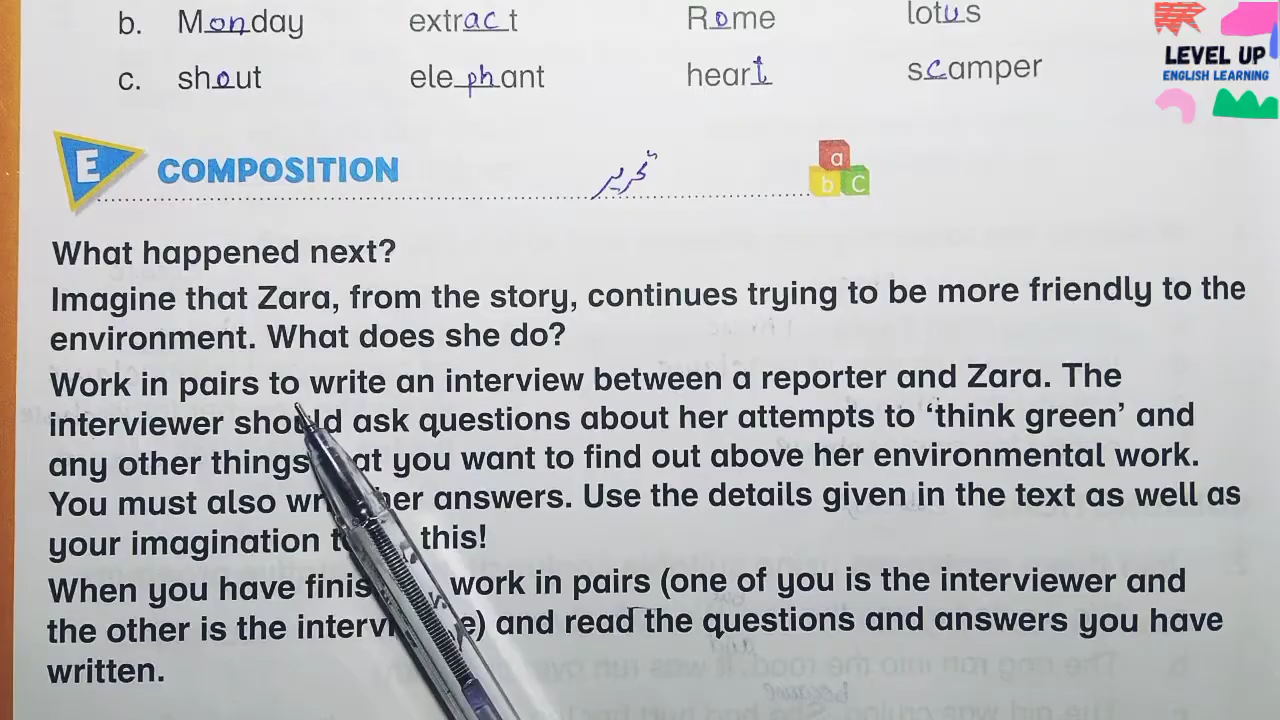 b. Monday extract Rome lotus
c. shout elephant heart scamper
LEVEL UP
ENGLISH LEARNING
E COMPOSITION تحریر
a
b C
What happened next?
Imagine that Zara, from the story, continues trying to be more friendly to the
environment. What does she do?
Work in pairs to write an interview between a reporter and Zara. The
interviewer should ask questions about her attempts to ‘think green’ and
any other things at you want to find out above her environmental work.
You must also wr her answers. Use the details given in the text as well as
your imagination t this!
When you have finis work in pairs (one of you is the interviewer and
the other is the interv e) and read the questions and answers you have
written.